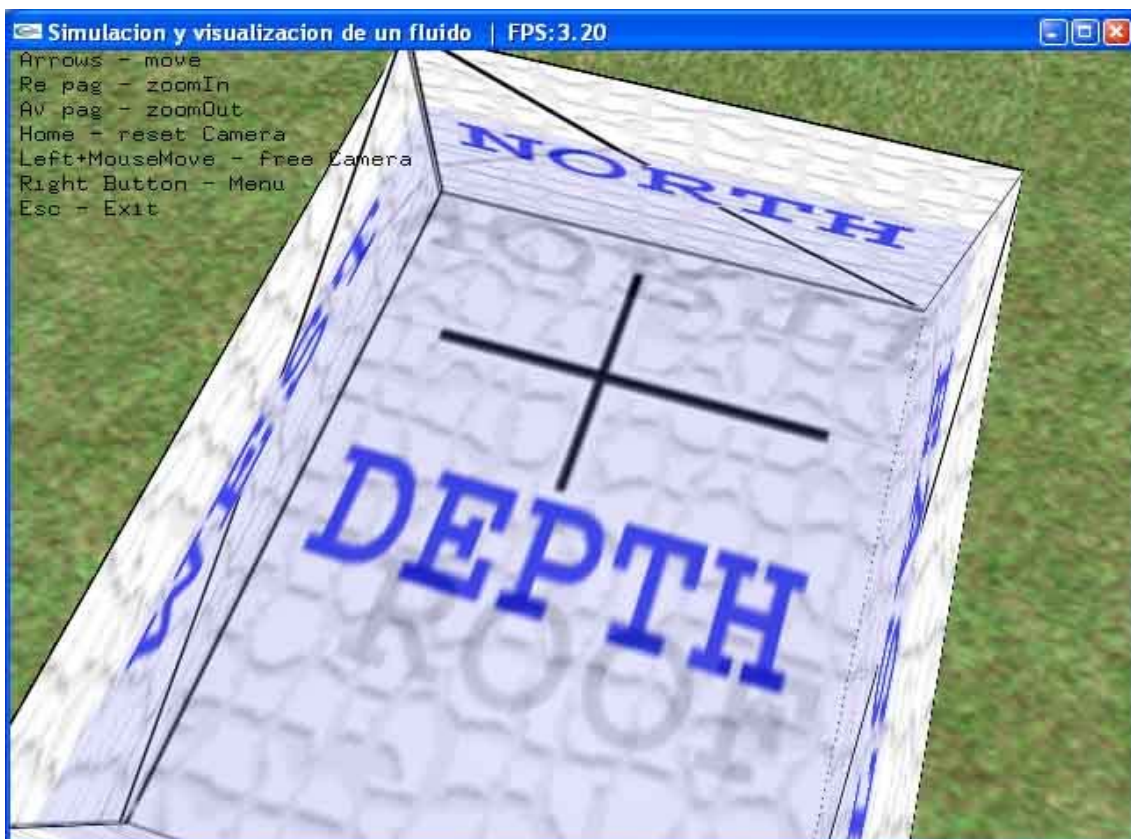 Simulacion y visualizacion de un fluido | FPS:3.20
Arrows - move
Re pag - zoomIn
Av pag - zoomOut
Home - reset Camera
Left+MouseMove - free Camera
Right Button - Menu
Esc - Exit
NORTH
WEST
DEPTH
ROOF